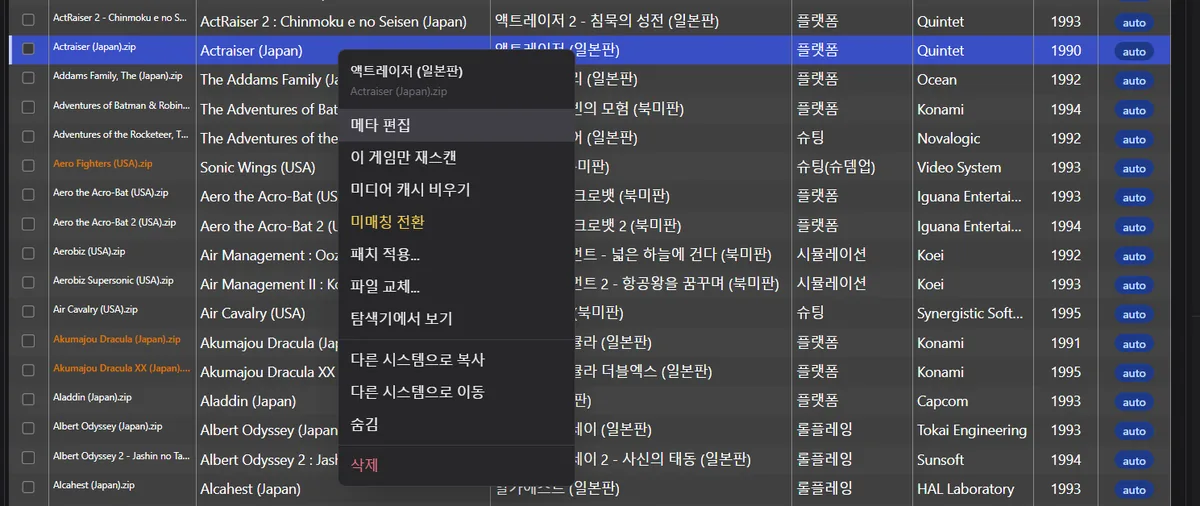 ActRaiser 2 - Chinmoku e no S... ActRaiser 2 : Chinmoku e no Seisen (Japan) 액트레이저 2 - 침묵의 성전 (일본판) 플랫폼 Quintet 1993 auto
Actraiser (Japan).zip Actraiser (Japan) 액트레이저 (일본판) 플랫폼 Quintet 1990 auto
액트레이저 (일본판)
Actraiser (Japan).zip
메타 편집
이 게임만 재스캔
미디어 캐시 비우기
미매칭 전환
패치 적용...
파일 교체...
탐색기에서 보기
다른 시스템으로 복사
다른 시스템으로 이동
숨김
삭제
Addams Family, The (Japan).zip The Addams Family (Ja 리 (일본판) 플랫폼 Ocean 1992 auto
Adventures of Batman & Robin... The Adventures of Bat 빈의 모험 (북미판) 플랫폼 Konami 1994 auto
Adventures of the Rocketeer, T... The Adventures of the 어 (일본판) 슈팅 Novalogic 1992 auto
Aero Fighters (USA).zip Sonic Wings (USA) 미판) 슈팅(슈뎀업) Video System 1993 auto
Aero the Acro-Bat (USA).zip Aero the Acro-Bat (US 크로뱃 (북미판) 플랫폼 Iguana Entertai... 1993 auto
Aero the Acro-Bat 2 (USA).zip Aero the Acro-Bat 2 (U 크로뱃 2 (북미판) 플랫폼 Iguana Entertai... 1994 auto
Aerobiz (USA).zip Air Management : Ooz 먼트 - 넓은 하늘에 건다 (북미판) 시뮬레이션 Koei 1993 auto
Aerobiz Supersonic (USA).zip Air Management II : Ko 먼트 2 - 항공왕을 꿈꾸며 (북미판) 시뮬레이션 Koei 1993 auto
Air Cavalry (USA).zip Air Cavalry (USA) (북미판) 슈팅 Synergistic Soft... 1995 auto
Akumajou Dracula (Japan).zip Akumajou Dracula (Jap 큘라 (일본판) 플랫폼 Konami 1991 auto
Akumajou Dracula XX (Japan).... Akumajou Dracula XX 큘라 더블엑스 (일본판) 플랫폼 Konami 1995 auto
Aladdin (Japan).zip Aladdin (Japan) 판) 플랫폼 Capcom 1993 auto
Albert Odyssey (Japan).zip Albert Odyssey (Japan 레이 (일본판) 롤플레잉 Tokai Engineering 1993 auto
Albert Odyssey 2 - Jashin no Ta... Albert Odyssey 2 : Jash 레이 2 - 사신의 태동 (일본판) 롤플레잉 Sunsoft 1994 auto
Alcahest (Japan).zip Alcahest (Japan) 알카에스트 (일본판) 롤플레잉 HAL Laboratory 1993 auto